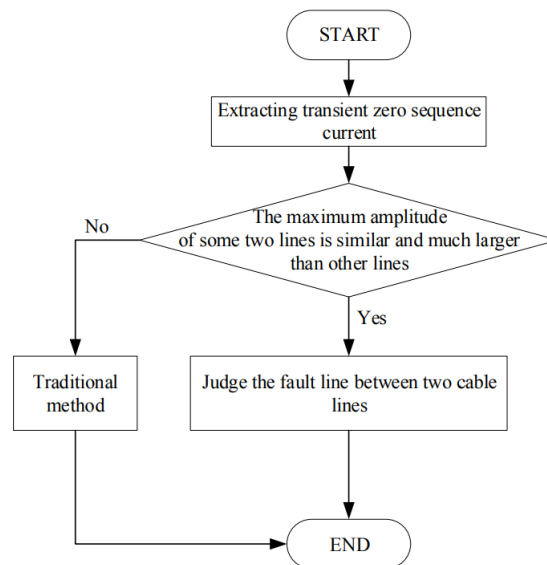 START
Extracting transient zero sequence
current
The maximum amplitude
of some two lines is similar and much larger
than other lines
No
Yes
Traditional
method
Judge the fault line between two cable
lines
END